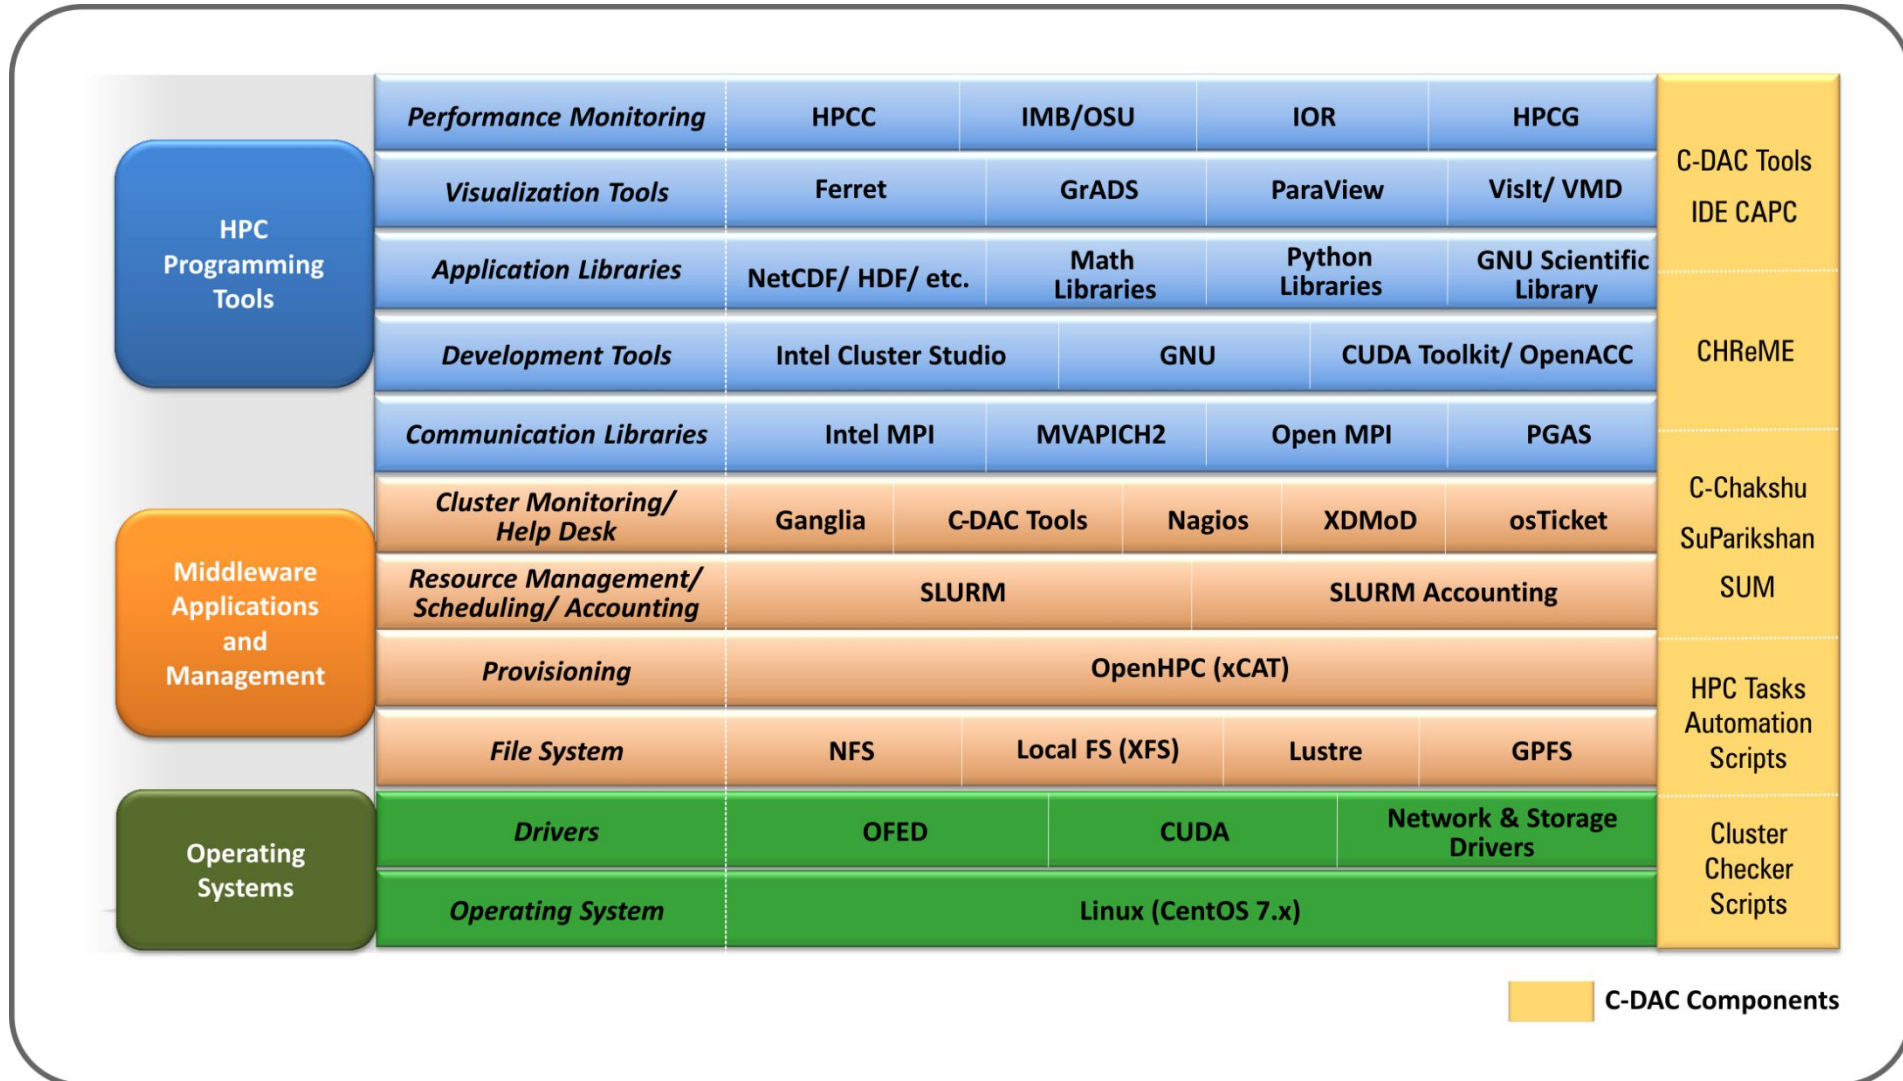 HPC
Programming
Tools
Performance Monitoring
HPCC
IMB/OSU
IOR
HPCG
Visualization Tools
Ferret
GrADS
ParaView
VisIt/ VMD
Application Libraries
NetCDF/ HDF/ etc.
Math
Libraries
Python
Libraries
GNU Scientific
Library
Development Tools
Intel Cluster Studio
GNU
CUDA Toolkit/ OpenACC
Communication Libraries
Intel MPI
MVAPICH2
Open MPI
PGAS
Middleware
Applications
and
Management
Cluster Monitoring/
Help Desk
Ganglia
C-DAC Tools
Nagios
XDMoD
osTicket
Resource Management/
Scheduling/ Accounting
SLURM
SLURM Accounting
Provisioning
OpenHPC (xCAT)
File System
NFS
Local FS (XFS)
Lustre
GPFS
Operating
Systems
Drivers
OFED
CUDA
Network & Storage
Drivers
Operating System
Linux (CentOS 7.x)
C-DAC Tools
IDE CAPC
CHReME
C-Chakshu
SuParikshan
SUM
HPC Tasks
Automation
Scripts
Cluster
Checker
Scripts
C-DAC Components